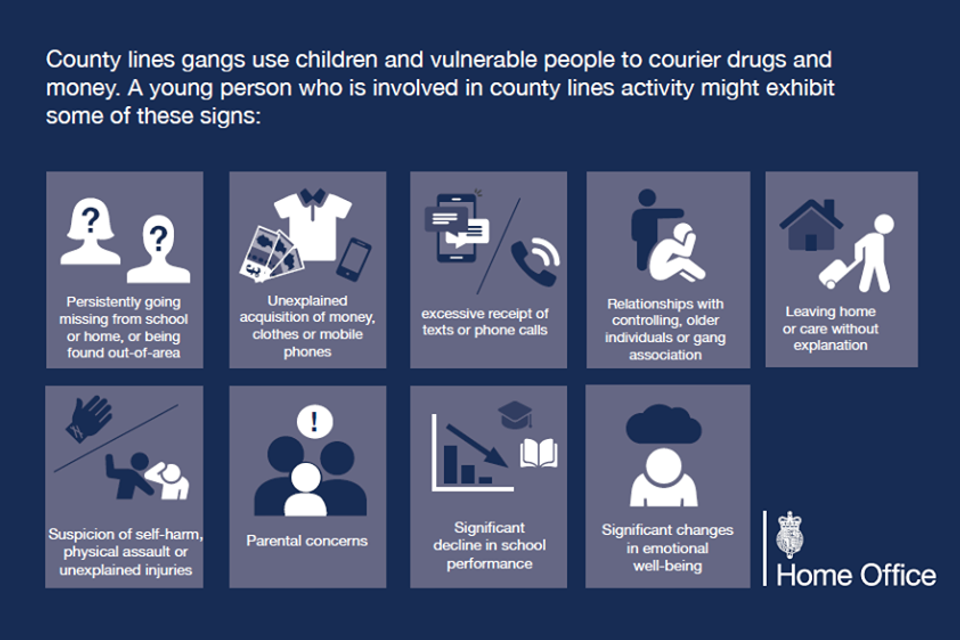 County lines gangs use children and vulnerable people to courier drugs and
money. A young person who is involved in county lines activity might exhibit
some of these signs:
? ?
Persistently going
missing from school
or home, or being
found out-of-area
£
Unexplained
acquisition of money,
clothes or mobile
phones
excessive receipt of
texts or phone calls
Relationships with
controlling, older
individuals or gang
association
Leaving home
or care without
explanation
Suspicion of self-harm,
physical assault or
unexplained injuries
!
Parental concerns
Significant
decline in school
performance
Significant changes
in emotional
well-being
Home Office